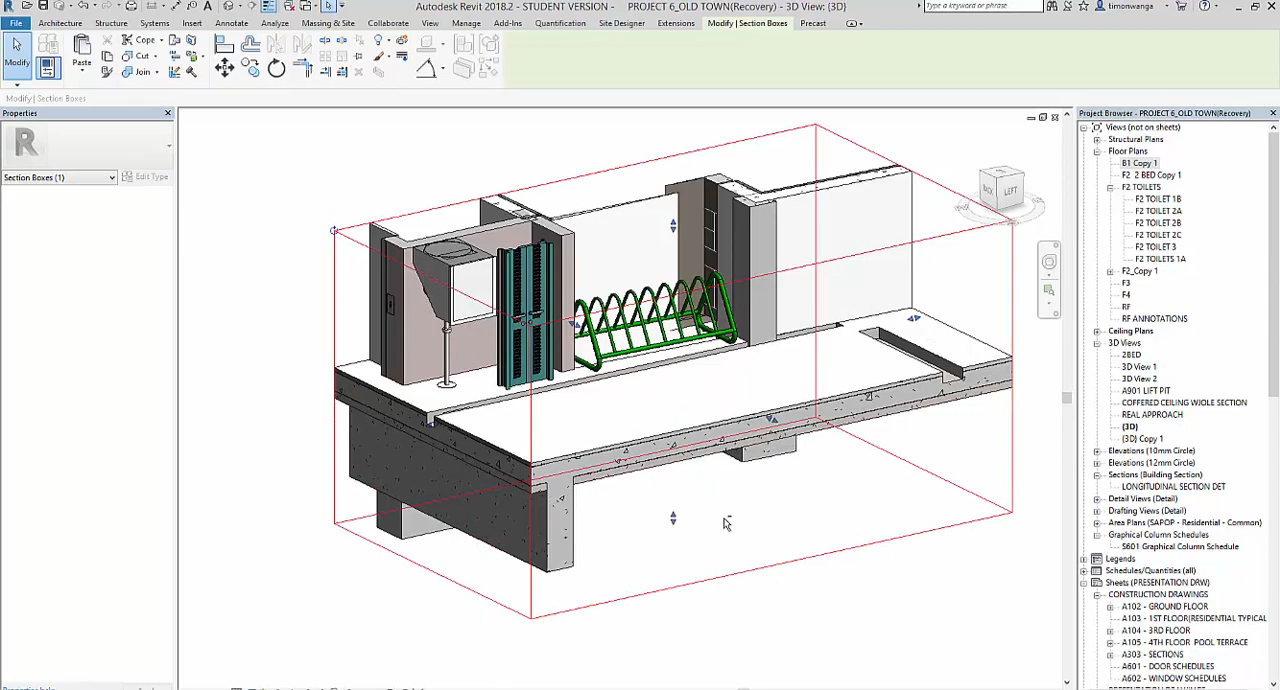 Autodesk Revit 2018.2 - STUDENT VERSION - PROJECT 6_OLD TOWN(Recovery) - 3D View: {3D}
Type a keyword or phrase
timonwanga
File
Architecture
Structure
Systems
Insert
Annotate
Analyze
Massing & Site
Collaborate
View
Manage
Add-Ins
Quantification
Site Designer
Extensions
Modify | Section Boxes
Precast
Modify
Paste
Cope
Cut
Join
Modify | Section Boxes
Properties
R
Section Boxes (1)
Edit Type
Properties help
BACK
LEFT
Project Browser - PROJECT 6_OLD TOWN(Recovery)
Views (not on sheets)
Structural Plans
Floor Plans
B1 Copy 1
F2 2 BED Copy 1
F2 TOILETS
F2 TOILET 1B
F2 TOILET 2A
F2 TOILET 2B
F2 TOILET 2C
F2 TOILET 3
F2 TOILETS 1A
F2_Copy 1
F3
F4
RF
RF ANNOTATIONS
Ceiling Plans
3D Views
2BED
3D View 1
3D View 2
A901 LIFT PIT
COFFERED CEILING WOLE SECTION
REAL APPROACH
{3D}
{3D} Copy 1
Elevations (10mm Circle)
Elevations (12mm Circle)
Sections (Building Section)
LONGITUDINAL SECTION DET
Detail Views (Detail)
Drafting Views (Detail)
Area Plans (SAPOP - Residential - Common)
Graphical Column Schedules
S601 Graphical Column Schedule
Legends
Schedules/Quantities (all)
Sheets (PRESENTATION DRW)
CONSTRUCTION DRAWINGS
A102 - GROUND FLOOR
A103 - 1ST FLOOR(RESIDENTIAL TYPICAL
A104 - 3RD FLOOR
A105 - 4TH FLOOR POOL TERRACE
A303 - SECTIONS
A601 - DOOR SCHEDULES
A602 - WINDOW SCHEDULES